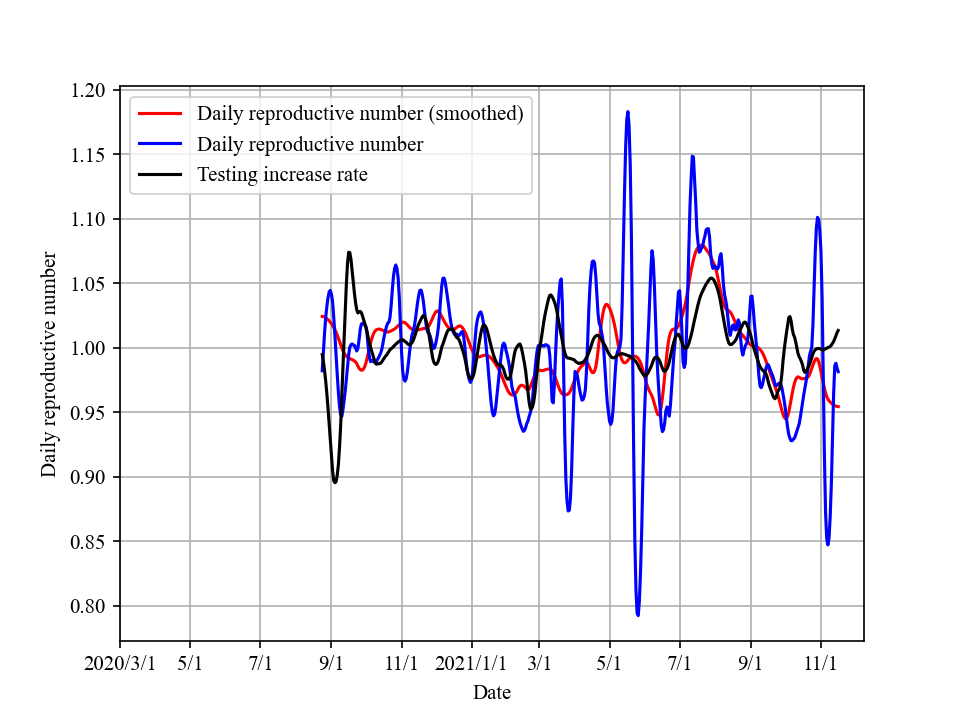 Daily reproductive number (smoothed)
Daily reproductive number
Testing increase rate
1.20
1.15
1.10
1.05
1.00
0.95
0.90
0.85
0.80
Daily reproductive number
2020/3/1 5/1 7/1 9/1 11/1 2021/1/1 3/1 5/1 7/1 9/1 11/1
Date